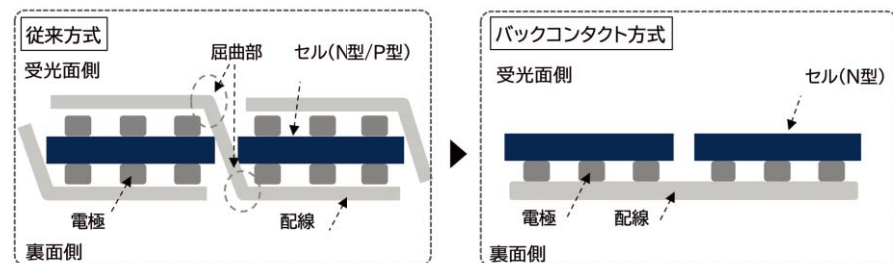 従来方式
受光面側
屈曲部
セル(N型/P型)
電極
配線
裏面側
バックコンタクト方式
受光面側
セル(N型)
電極
配線
裏面側